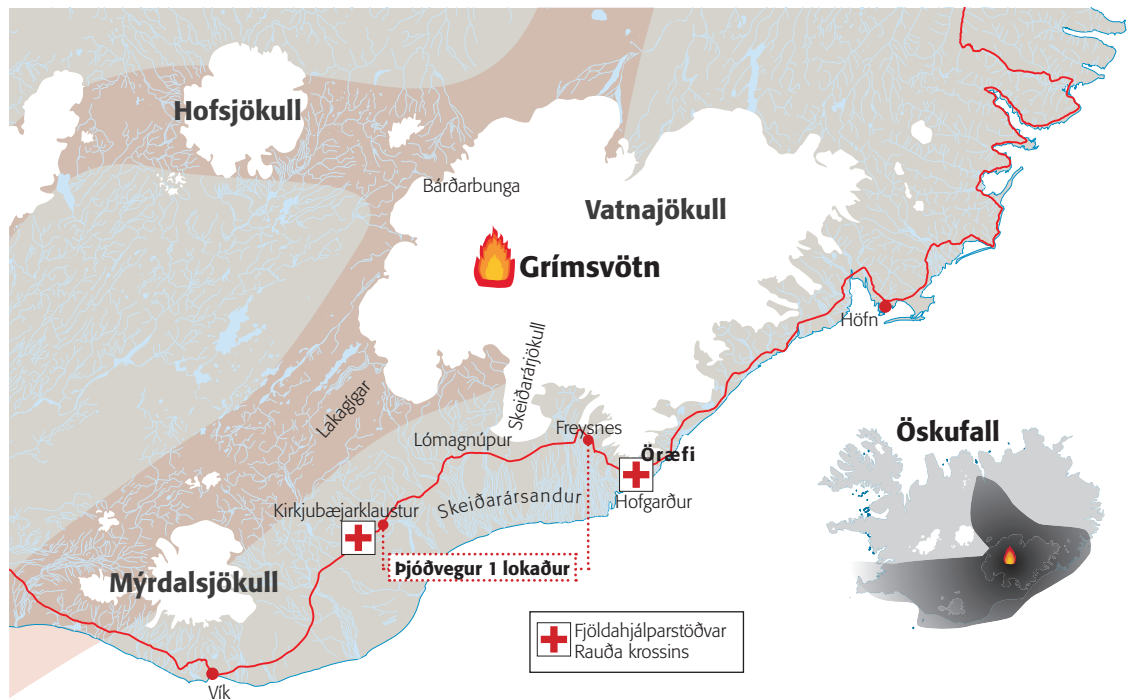 Hofsjökull
Bárðarbunga
Vatnajökull
Grímsvötn
Höfn
Skeiðarárjökull
Lakagígar
Freysnes
Lómagnúpur
Öskufall
Öræfi
Skeiðarársandur
Hofgarður
Kirkjubæjarklaustur
Þjóðvegur 1 lokaður
Mýrdalsjökull
Fjöldahjálparstöðvar
Rauða krossins
Vík